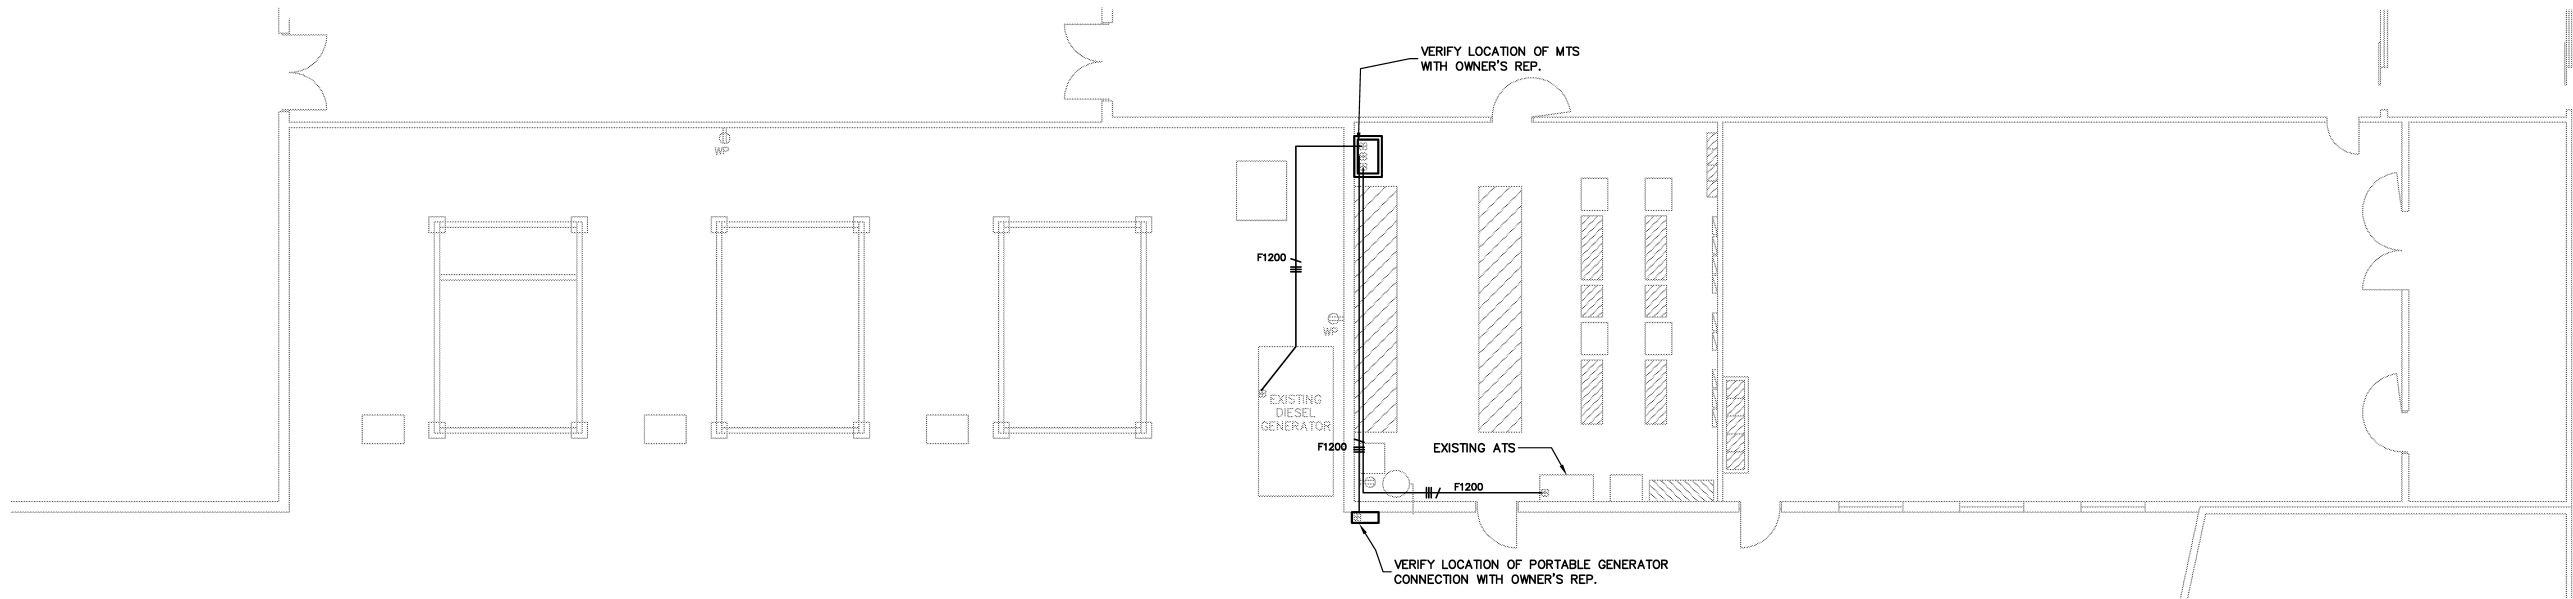 VERIFY LOCATION OF MTS
WITH OWNER'S REP.
WP
F1200
WP
EXISTING
DIESEL
GENERATOR
F1200
EXISTING ATS
F1200
VERIFY LOCATION OF PORTABLE GENERATOR
CONNECTION WITH OWNER'S REP.